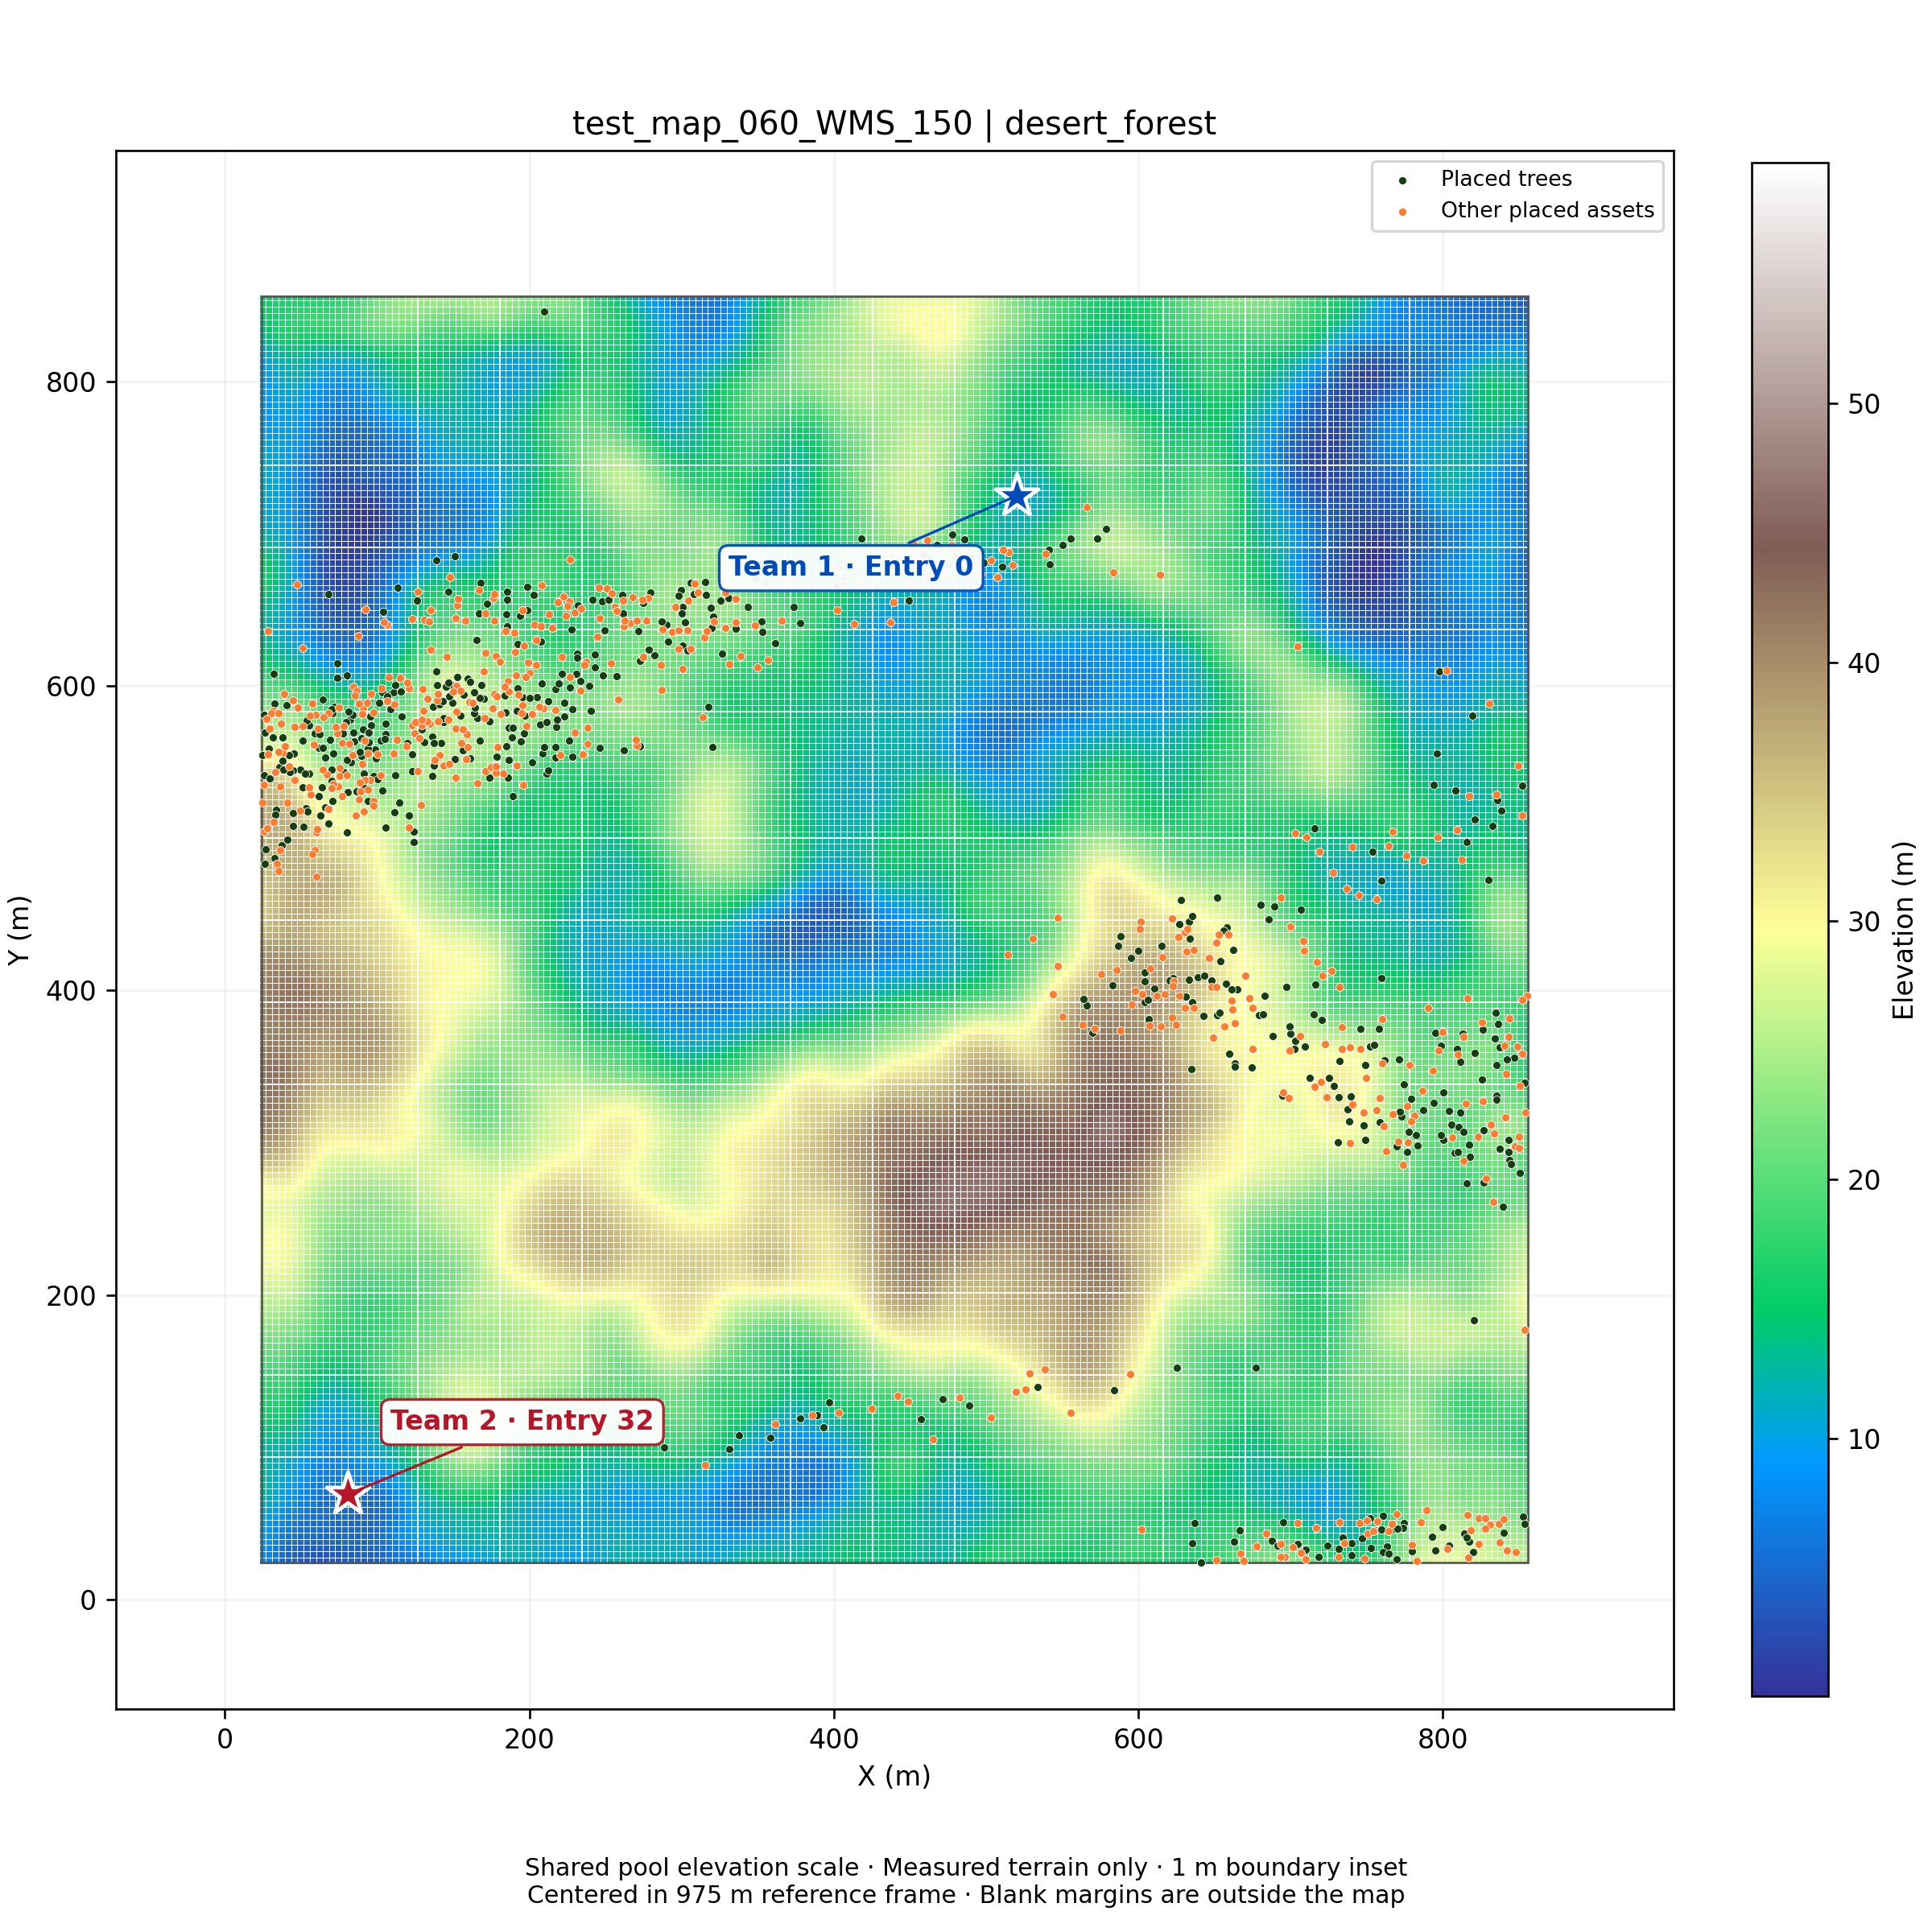 test_map_060_WMS_150 | desert_forest
Placed trees
Other placed assets
Team 1 · Entry 0
Team 2 · Entry 32
800
600
400
200
0
Y (m)
0
200
400
600
800
X (m)
50
40
30
20
10
Elevation (m)
Shared pool elevation scale · Measured terrain only · 1 m boundary inset
Centered in 975 m reference frame · Blank margins are outside the map